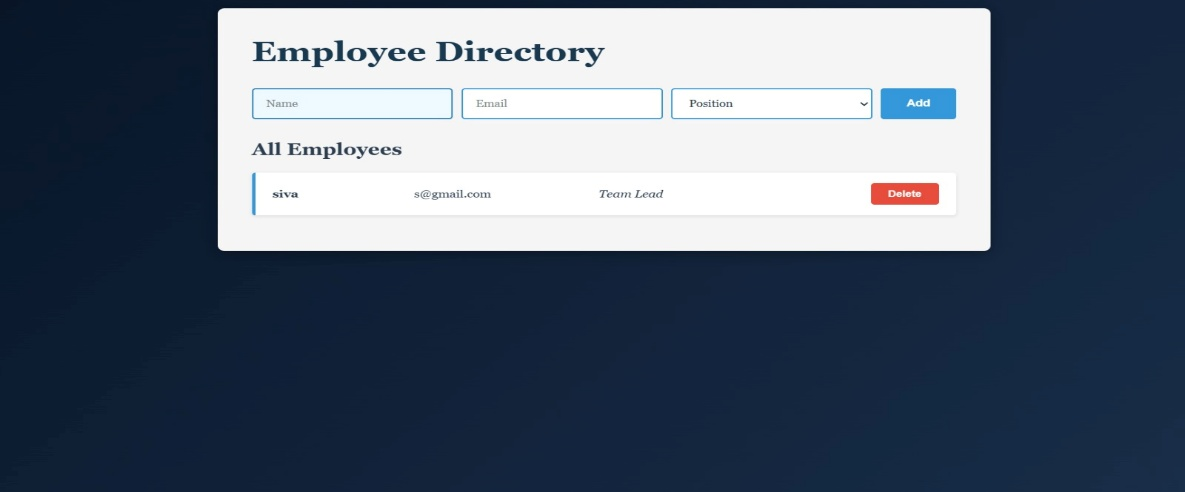 Employee Directory
Name Email Position Add
All Employees
siva s@gmail.com Team Lead Delete